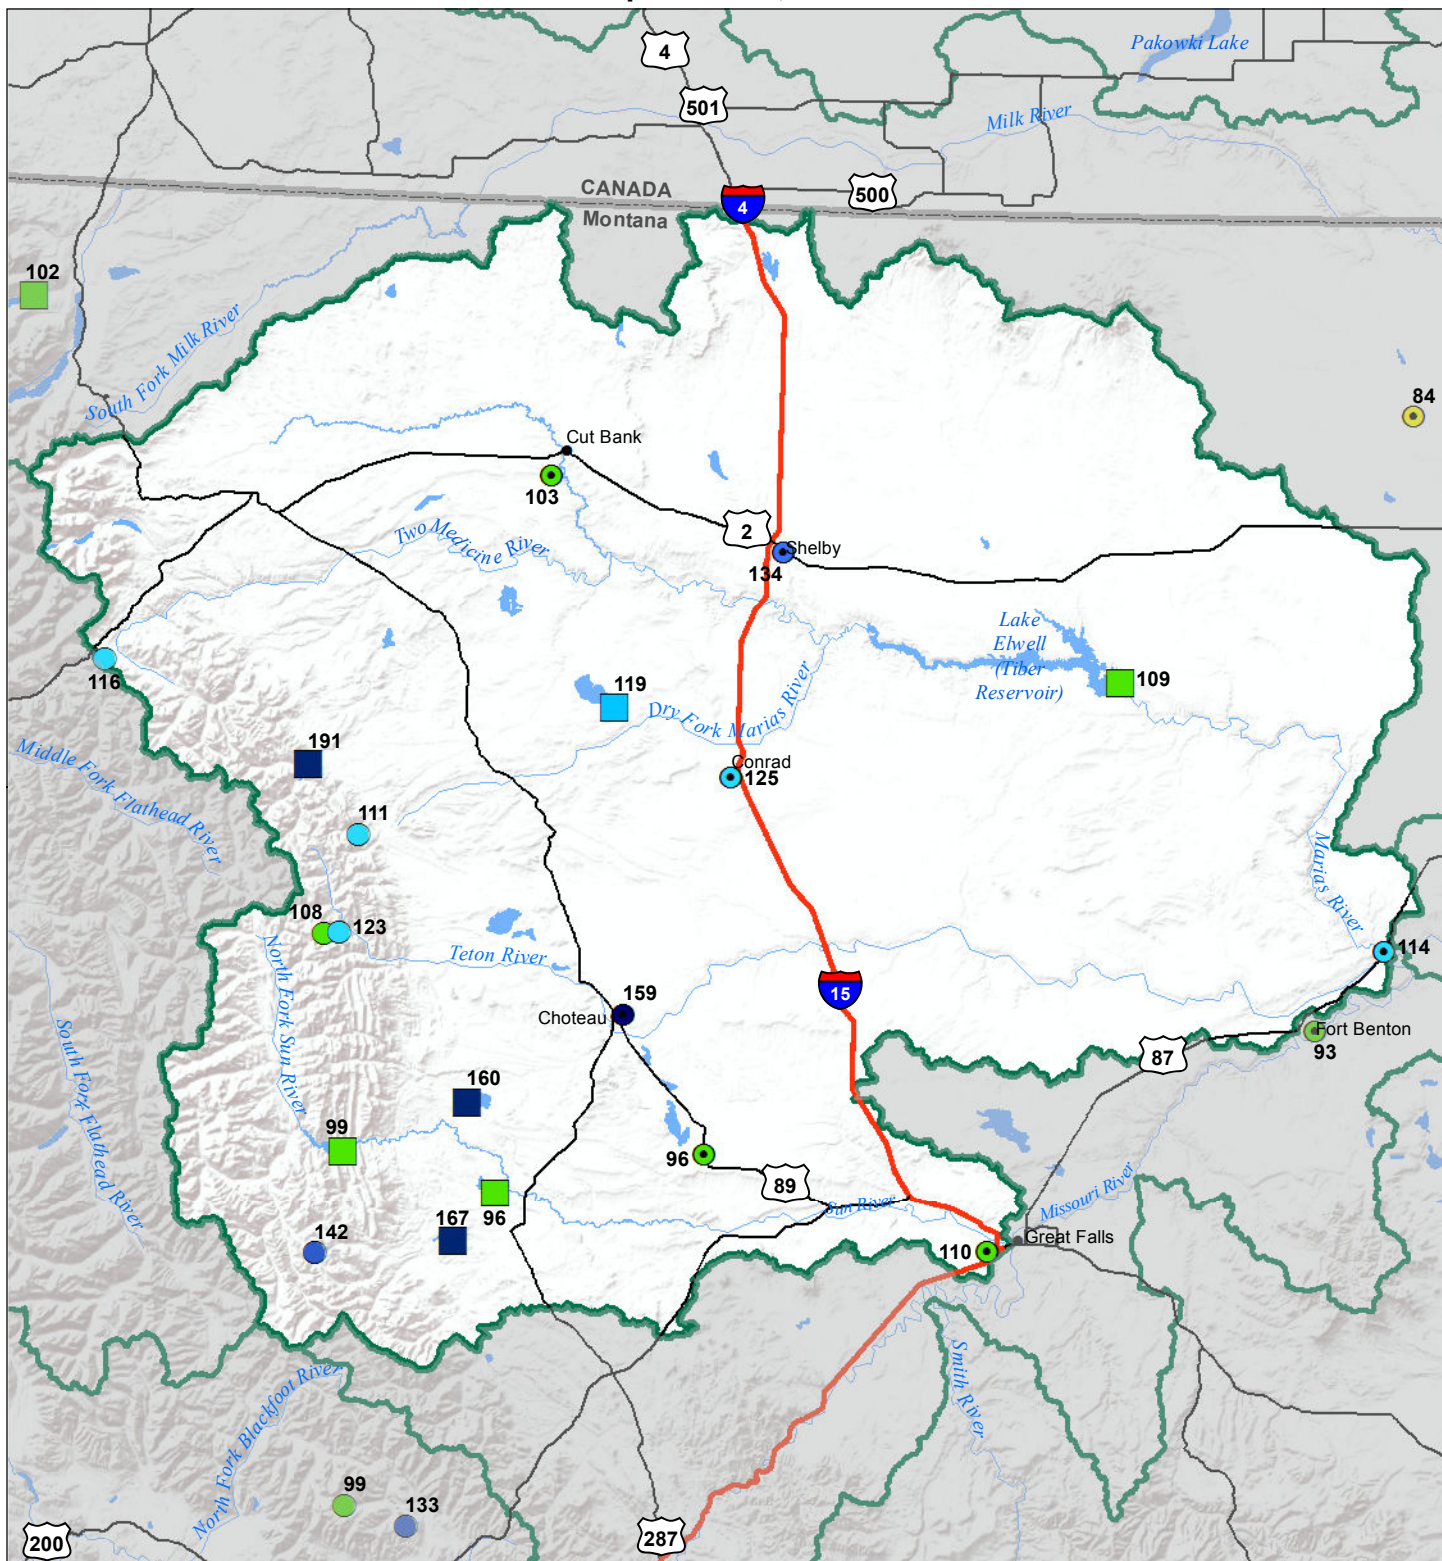 4
Pakowki Lake
501
Milk River
CANADA
500
4
Montana
102
South Fork Milk River
84
Cut Bank
103
Two Medicine River
2
Shelby
134
Lake
Elwell
(Tiber
Reservoir)
116
119
109
Dry Fork Marias River
191
Middle Fork Flathead River
Conrad
125
111
Marias River
108
123
North Fork Sun River
Teton River
114
159
15
Choteau
South Fork Flathead River
Fort Benton
93
87
160
99
96
89
96
Sun River
Missouri River
167
142
110
Great Falls
Smith River
North Fork Blackfoot River
99
133
200
287